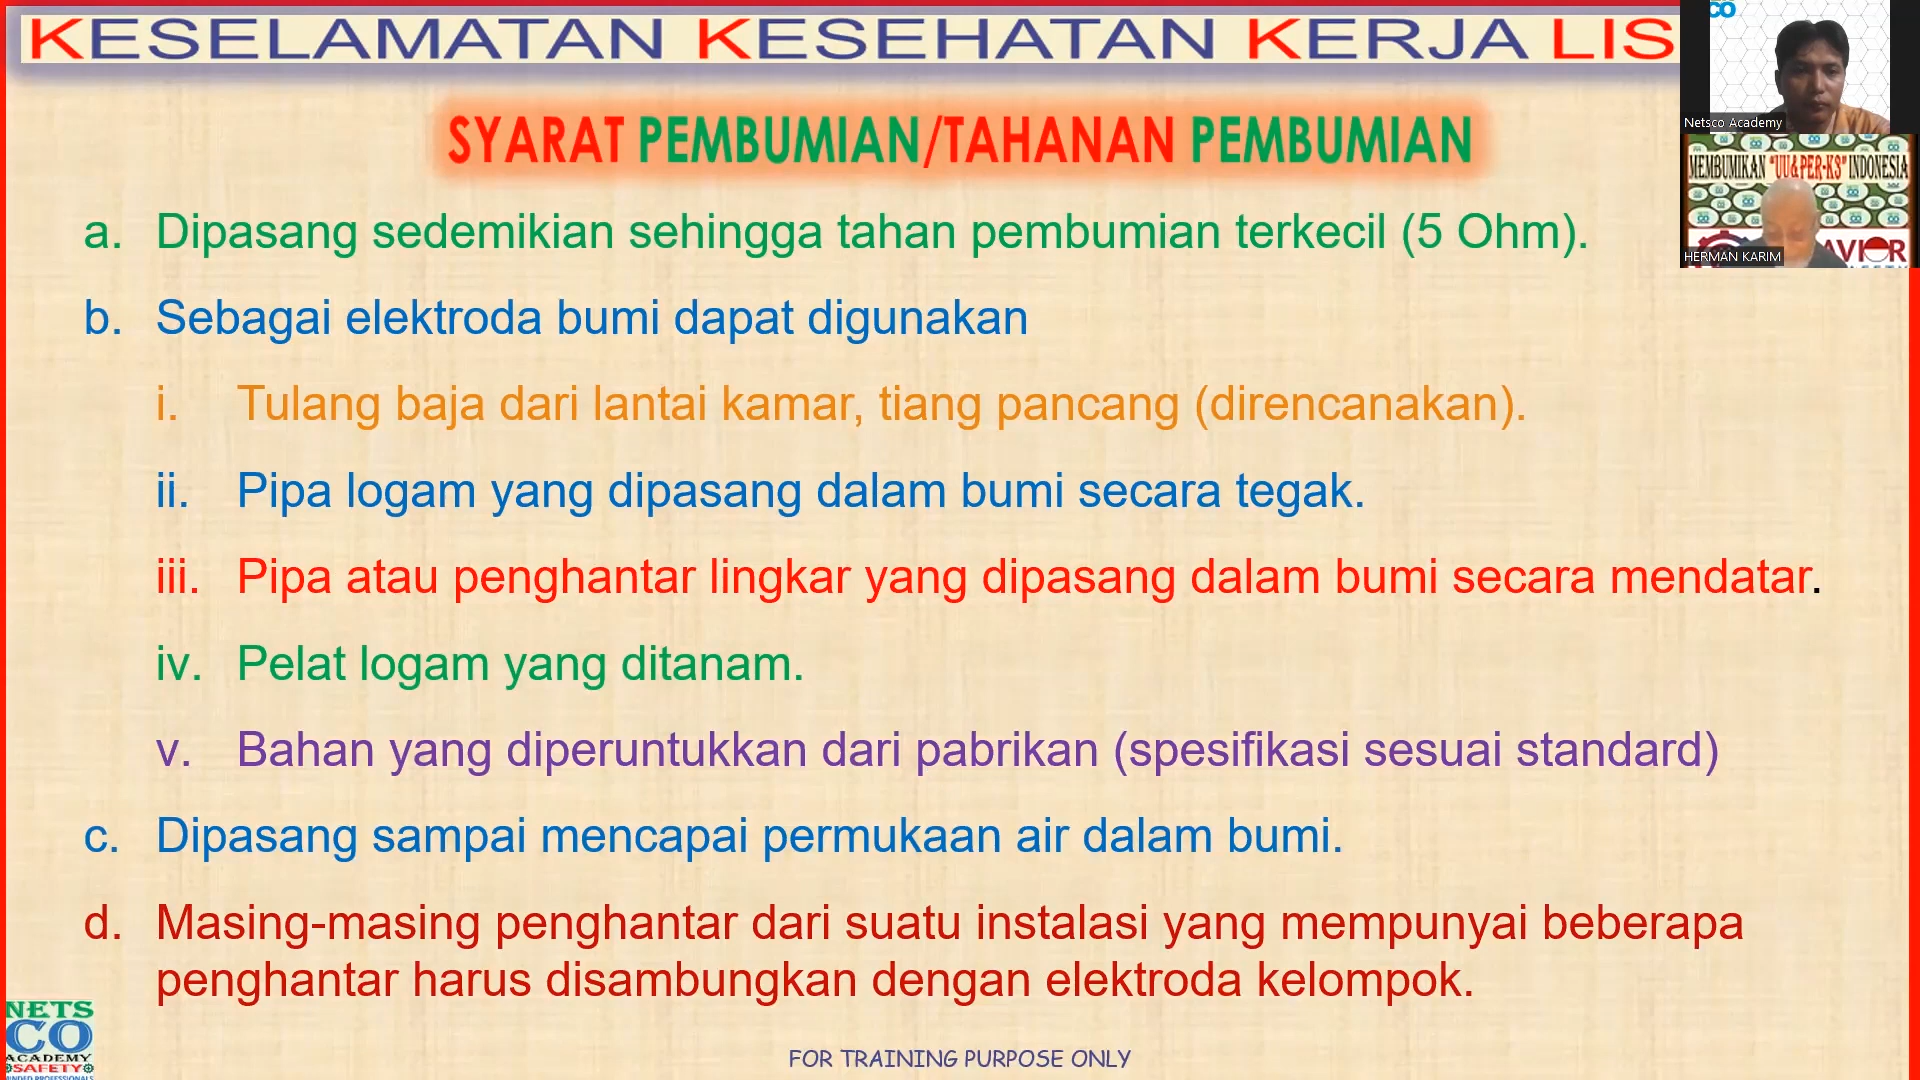 KESELAMATAN KESEHATAN KERJA LIS
CO
Netsco Academy
SYARAT PEMBUMIAN/TAHANAN PEMBUMIAN
MEMBUMIKAN "UU&PER-K3" INDONESIA
HERMAN KARIM
a. Dipasang sedemikian sehingga tahan pembumian terkecil (5 Ohm).
b. Sebagai elektroda bumi dapat digunakan
i. Tulang baja dari lantai kamar, tiang pancang (direncanakan).
ii. Pipa logam yang dipasang dalam bumi secara tegak.
iii. Pipa atau penghantar lingkar yang dipasang dalam bumi secara mendatar.
iv. Pelat logam yang ditanam.
v. Bahan yang diperuntukkan dari pabrikan (spesifikasi sesuai standard)
c. Dipasang sampai mencapai permukaan air dalam bumi.
d. Masing-masing penghantar dari suatu instalasi yang mempunyai beberapa
penghantar harus disambungkan dengan elektroda kelompok.
NETS
CO
ACADEMY
SAFETY
MINDED PROFESSIONALS
FOR TRAINING PURPOSE ONLY